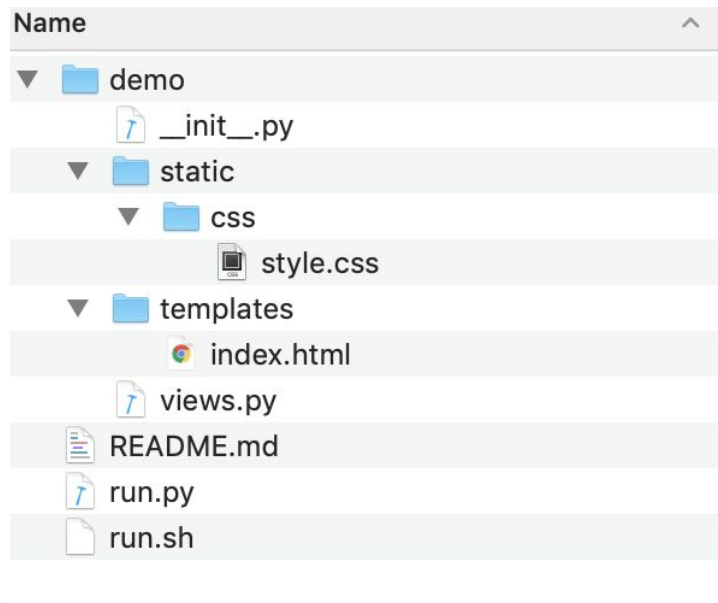 Name
demo
__init__.py
static
css
style.css
templates
index.html
views.py
README.md
run.py
run.sh